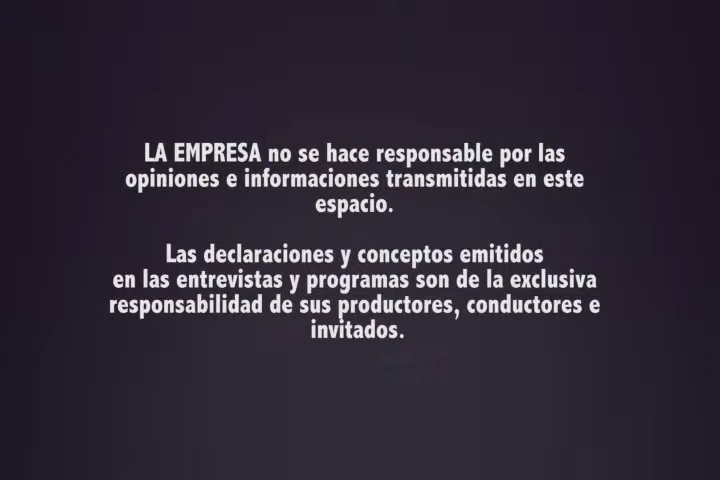 LA EMPRESA no se hace responsable por las
opiniones e informaciones transmitidas en este
espacio.
Las declaraciones y conceptos emitidos
en las entrevistas y programas son de la exclusiva
responsabilidad de sus productores, conductores e
invitados.